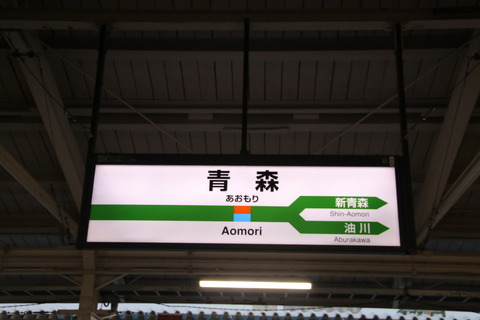 青森
あおもり
Aomori
新青森
Shin-Aomori
油川
Aburakawa